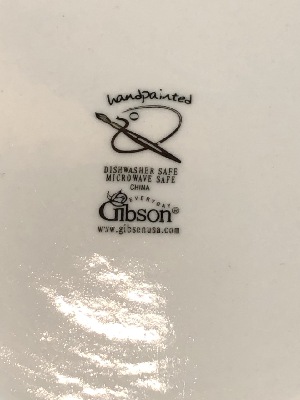 handpainted
DISHWASHER SAFE
MICROWAVE SAFE
CHINA
EVERYDAY
Gibson®
www.gibsonusa.com